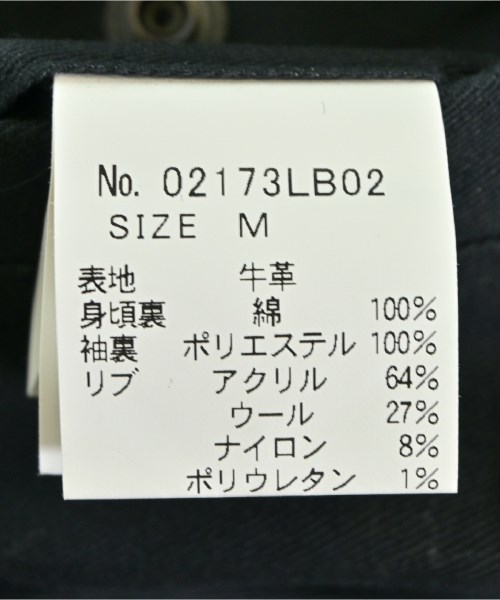 No. 02173LB02
SIZE M
表地 牛革
身頃裏 綿 100%
袖裏 ポリエステル 100%
リブ アクリル 64%
ウール 27%
ナイロン 8%
ポリウレタン 1%